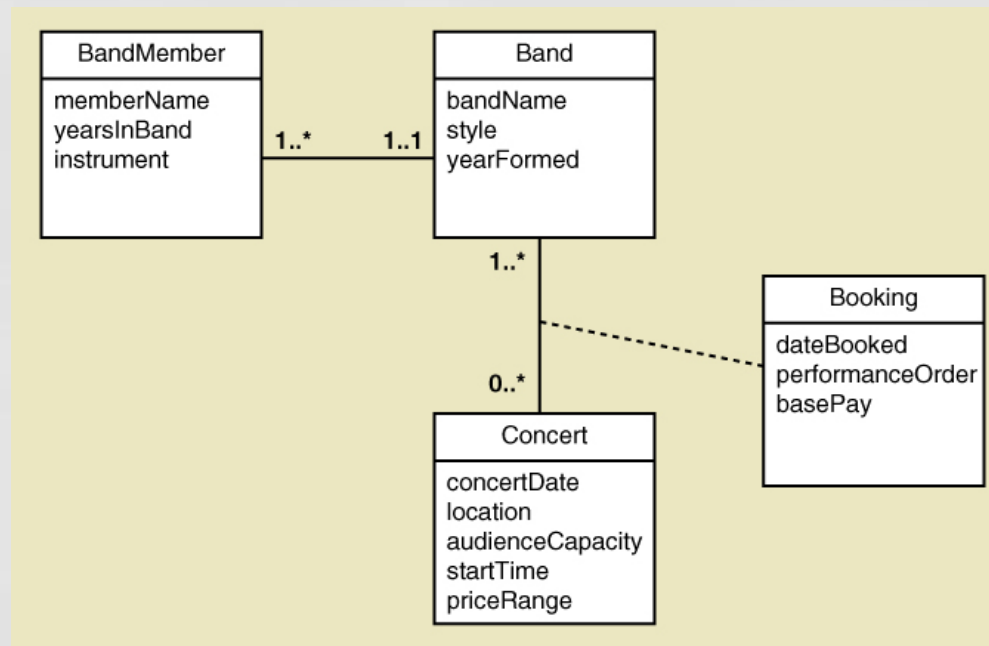 BandMember
memberName
yearsInBand
instrument
1..*
1..1
Band
bandName
style
yearFormed
1..*
0..*
Booking
dateBooked
performanceOrder
basePay
Concert
concertDate
location
audienceCapacity
startTime
priceRange